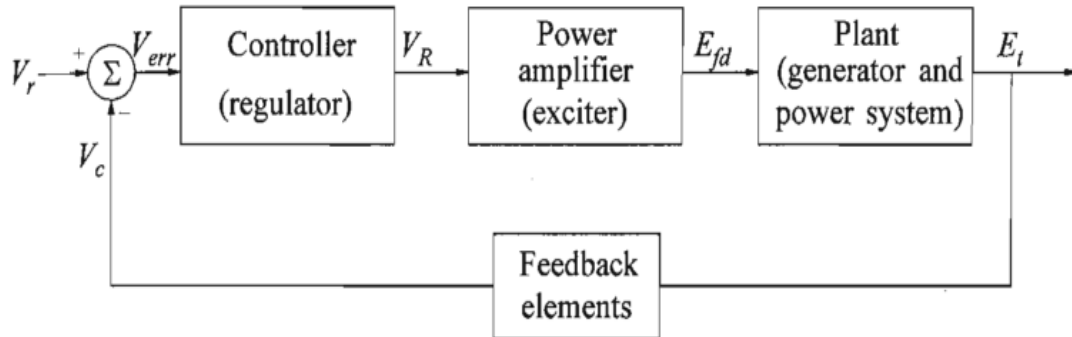 V_r
+
Σ
−
V_err
Controller
(regulator)
V_R
Power
amplifier
(exciter)
E_fd
Plant
(generator and
power system)
E_t
V_c
Feedback
elements